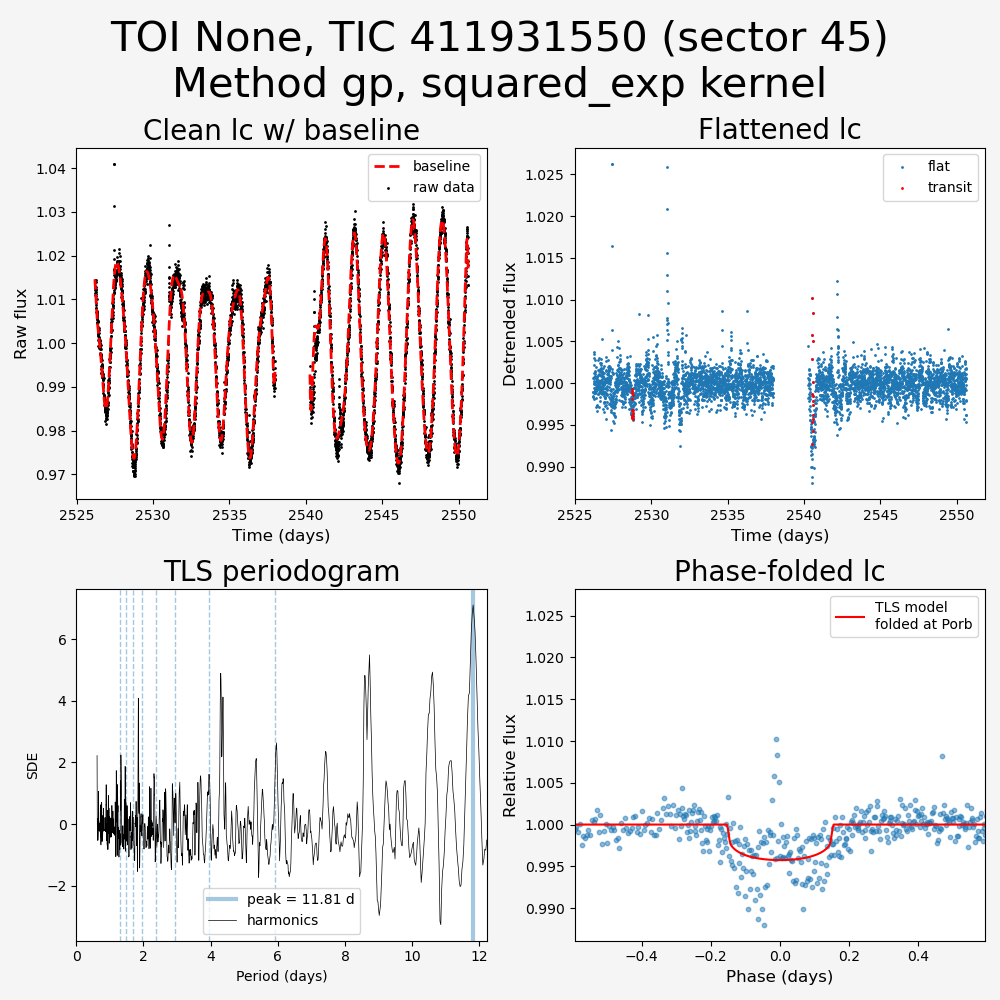 TOI None, TIC 411931550 (sector 45)
Method gp, squared_exp kernel
Clean lc w/ baseline
baseline
raw data
1.04
1.03
1.02
1.01
1.00
0.99
0.98
0.97
Raw flux
2525
2530
2535
2540
2545
2550
Time (days)
Flattened lc
flat
transit
1.025
1.020
1.015
1.010
1.005
1.000
0.995
0.990
Detrended flux
2525
2530
2535
2540
2545
2550
Time (days)
TLS periodogram
6
4
2
0
−2
SDE
peak = 11.81 d
harmonics
0
2
4
6
8
10
12
Period (days)
Phase-folded lc
TLS model
folded at Porb
1.025
1.020
1.015
1.010
1.005
1.000
0.995
0.990
Relative flux
−0.4
−0.2
0.0
0.2
0.4
Phase (days)